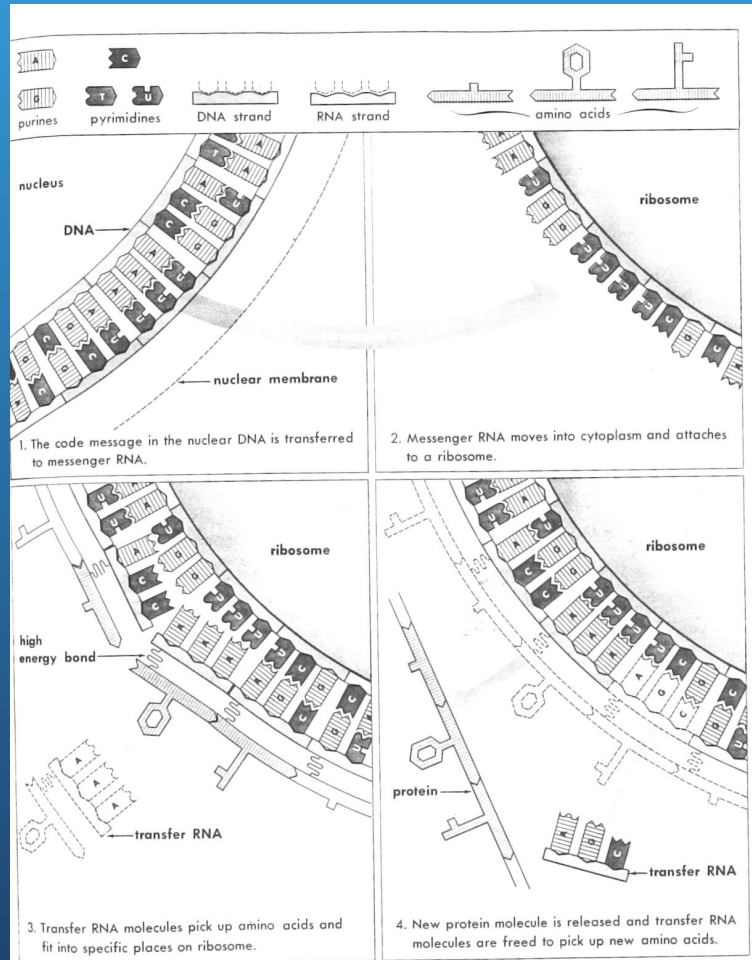 A C
G T U
purines pyrimidines DNA strand RNA strand amino acids
nucleus
DNA
T A
A U
C G
C G
A U
A U
A U
A U
G C
C G
G C
nuclear membrane
1. The code message in the nuclear DNA is transferred
to messenger RNA.
ribosome
U
G
G
U
U
U
U
C
G
C
A
2. Messenger RNA moves into cytoplasm and attaches
to a ribosome.
ribosome
U A
U A
A U
C G
C G
A U
A U
A U
A U
G C
C G
G C
high
energy bond
A
A
A
transfer RNA
3. Transfer RNA molecules pick up amino acids and
fit into specific places on ribosome.
ribosome
U A
U A
A U
C G
C G
A U
A U
A U
A U
G C
C G
G C
protein
A G C
transfer RNA
4. New protein molecule is released and transfer RNA
molecules are freed to pick up new amino acids.